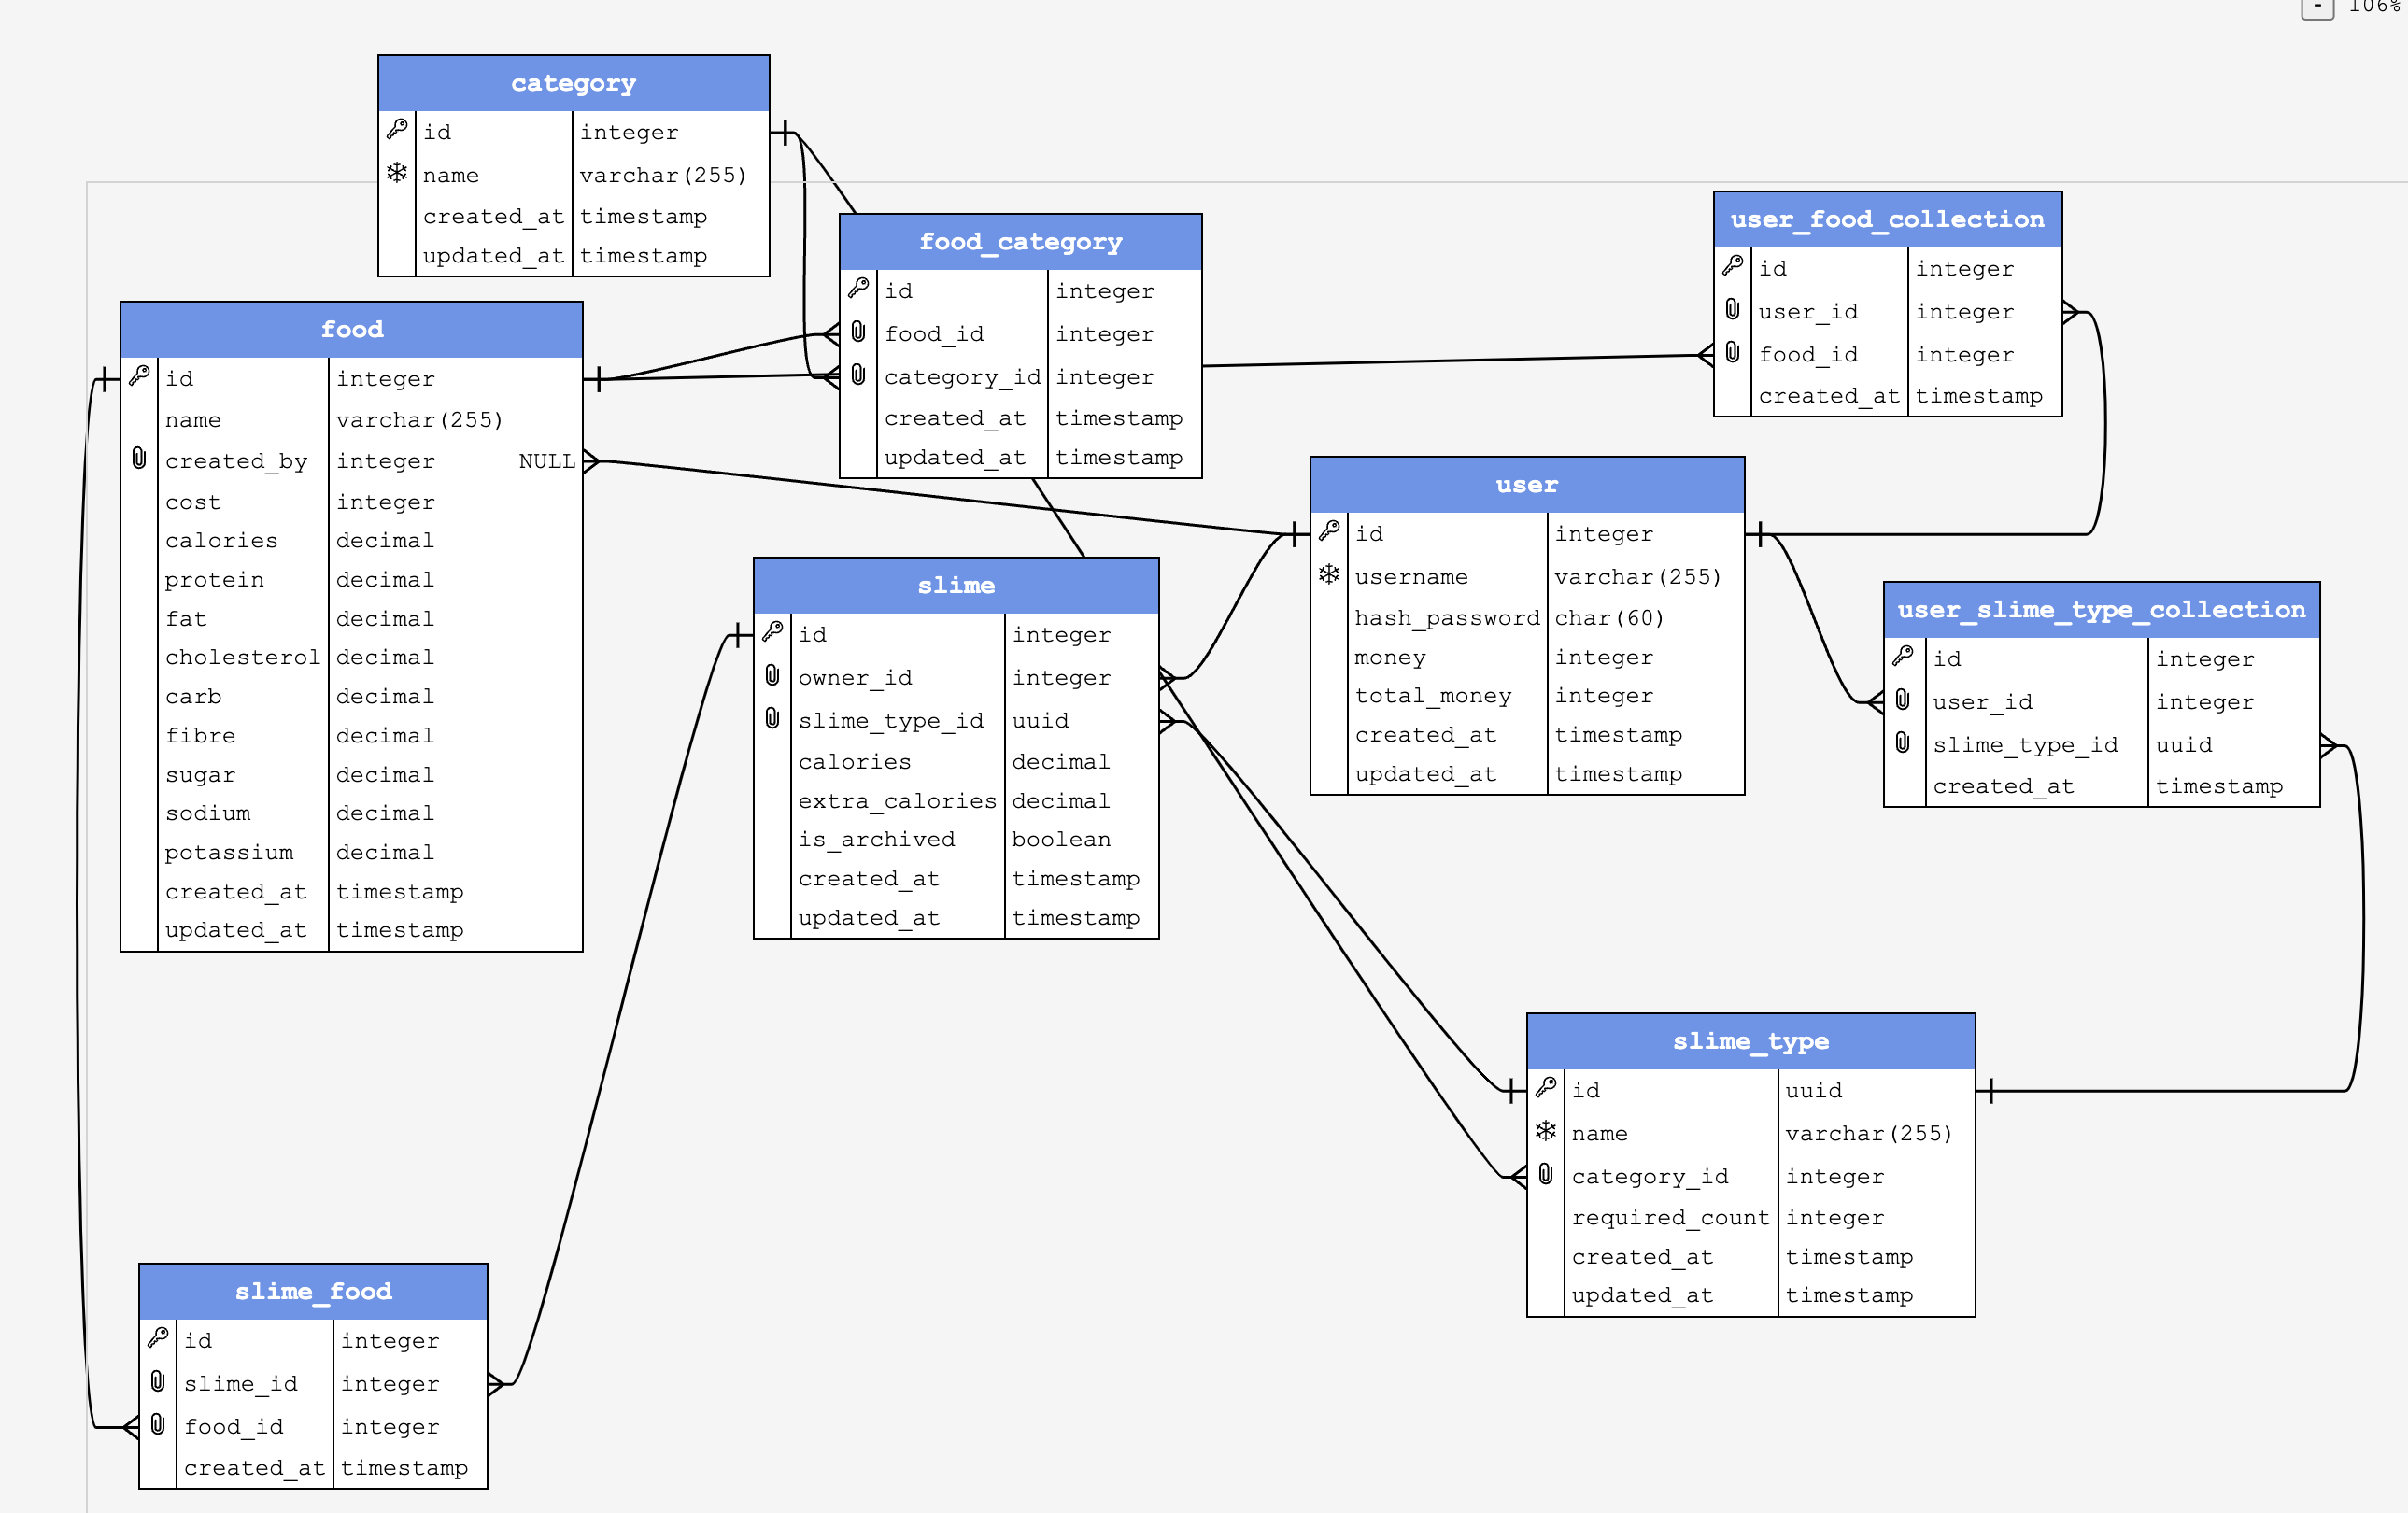 - 106%
category
id integer
name varchar(255)
created_at timestamp
updated_at timestamp
food_category
id integer
food_id integer
category_id integer
created_at timestamp
updated_at timestamp
user_food_collection
id integer
user_id integer
food_id integer
created_at timestamp
food
id integer
name varchar(255)
created_by integer NULL
cost integer
calories decimal
protein decimal
fat decimal
cholesterol decimal
carb decimal
fibre decimal
sugar decimal
sodium decimal
potassium decimal
created_at timestamp
updated_at timestamp
user
id integer
username varchar(255)
hash_password char(60)
money integer
total_money integer
created_at timestamp
updated_at timestamp
slime
id integer
owner_id integer
slime_type_id uuid
calories decimal
extra_calories decimal
is_archived boolean
created_at timestamp
updated_at timestamp
user_slime_type_collection
id integer
user_id integer
slime_type_id uuid
created_at timestamp
slime_type
id uuid
name varchar(255)
category_id integer
required_count integer
created_at timestamp
updated_at timestamp
slime_food
id integer
slime_id integer
food_id integer
created_at timestamp